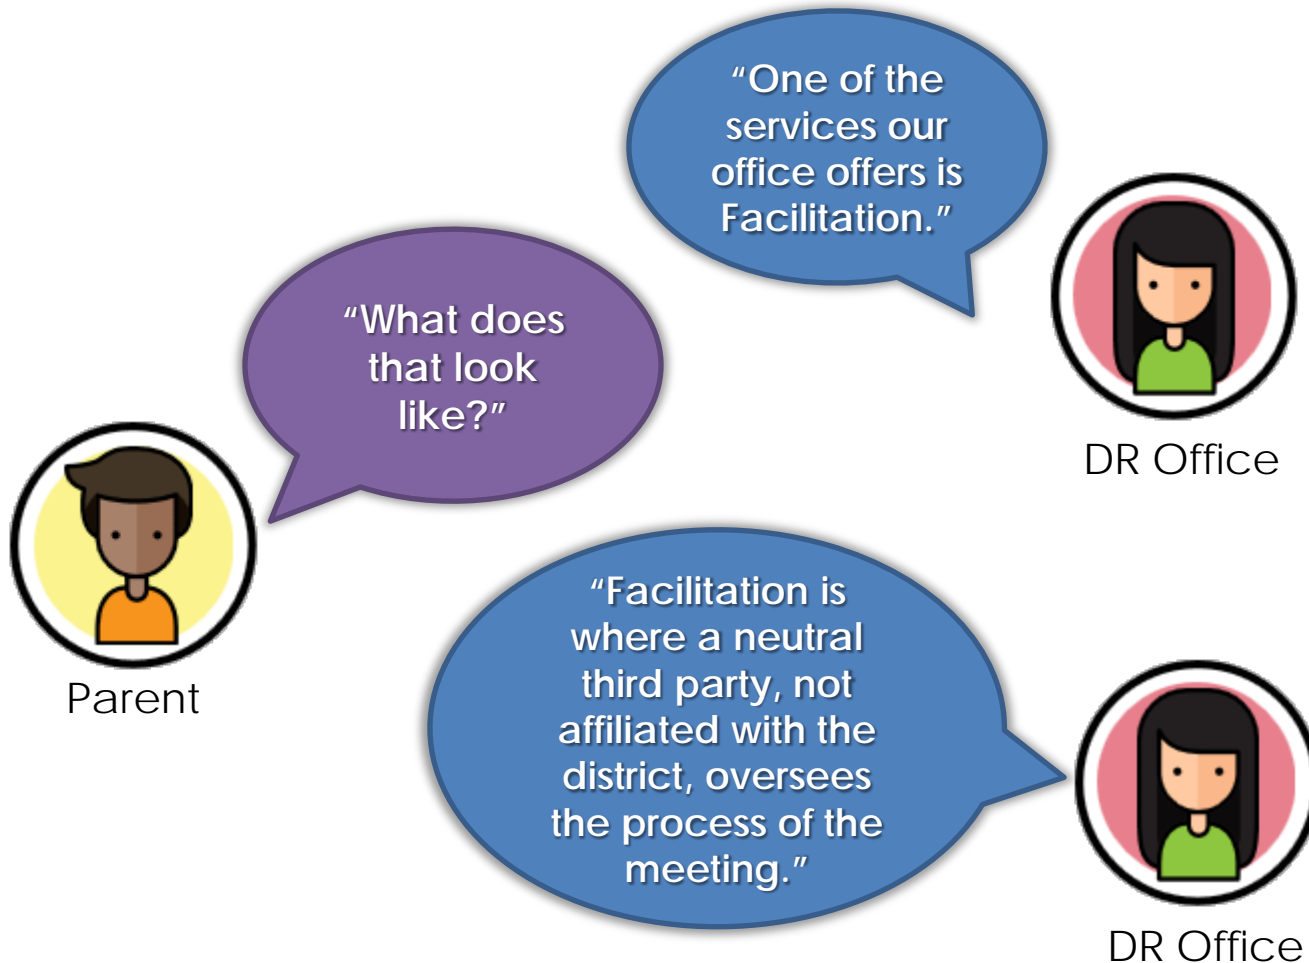 “One of the
services our
office offers is
Facilitation.”
DR Office
“What does
that look
like?”
Parent
“Facilitation is
where a neutral
third party, not
affiliated with the
district, oversees
the process of the
meeting.”
DR Office